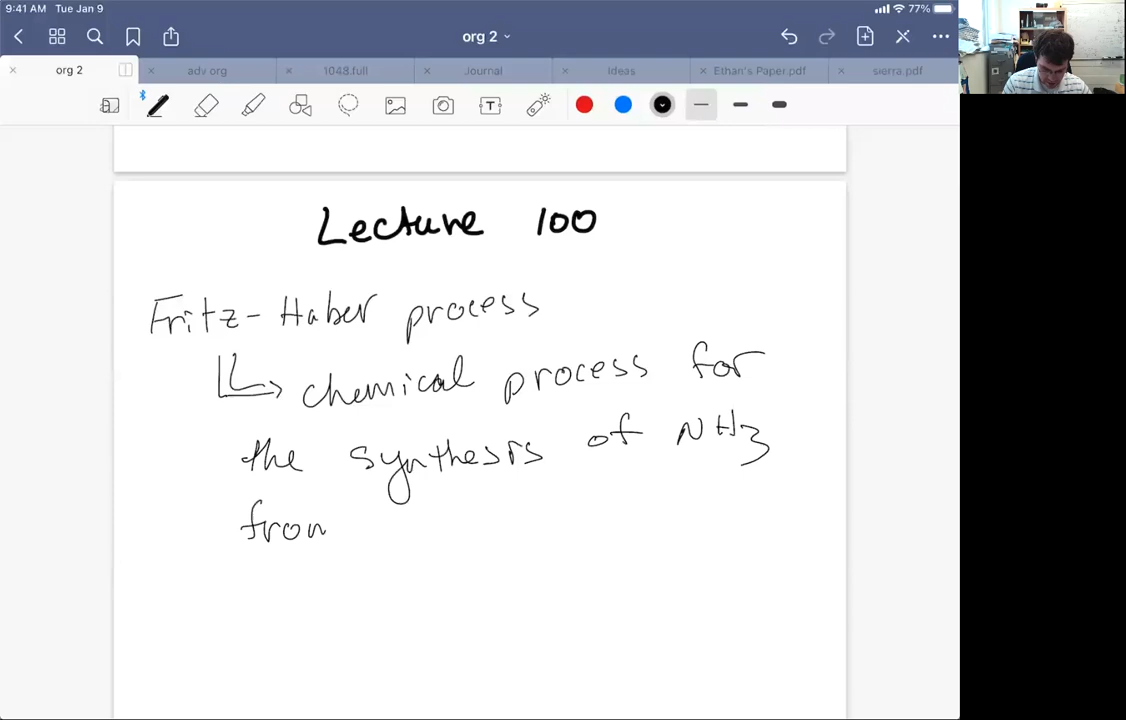 9:41 AM Tue Jan 9
77%
org 2
org 2
adv org
1048.full
Journal
Ideas
Ethan's Paper.pdf
sierra.pdf
T
Lecture 100
Fritz-Haber process
chemical process for
the synthesis of NH3
from